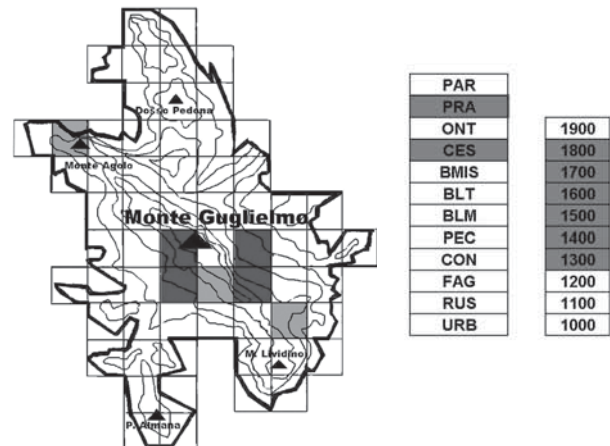 Dosso Pedona
Monte Agolo
Monte Guglielmo
M. Lividino
P. Almana
PAR
PRA
ONT
CES
BMIS
BLT
BLM
PEC
CON
FAG
RUS
URB
1900
1800
1700
1600
1500
1400
1300
1200
1100
1000